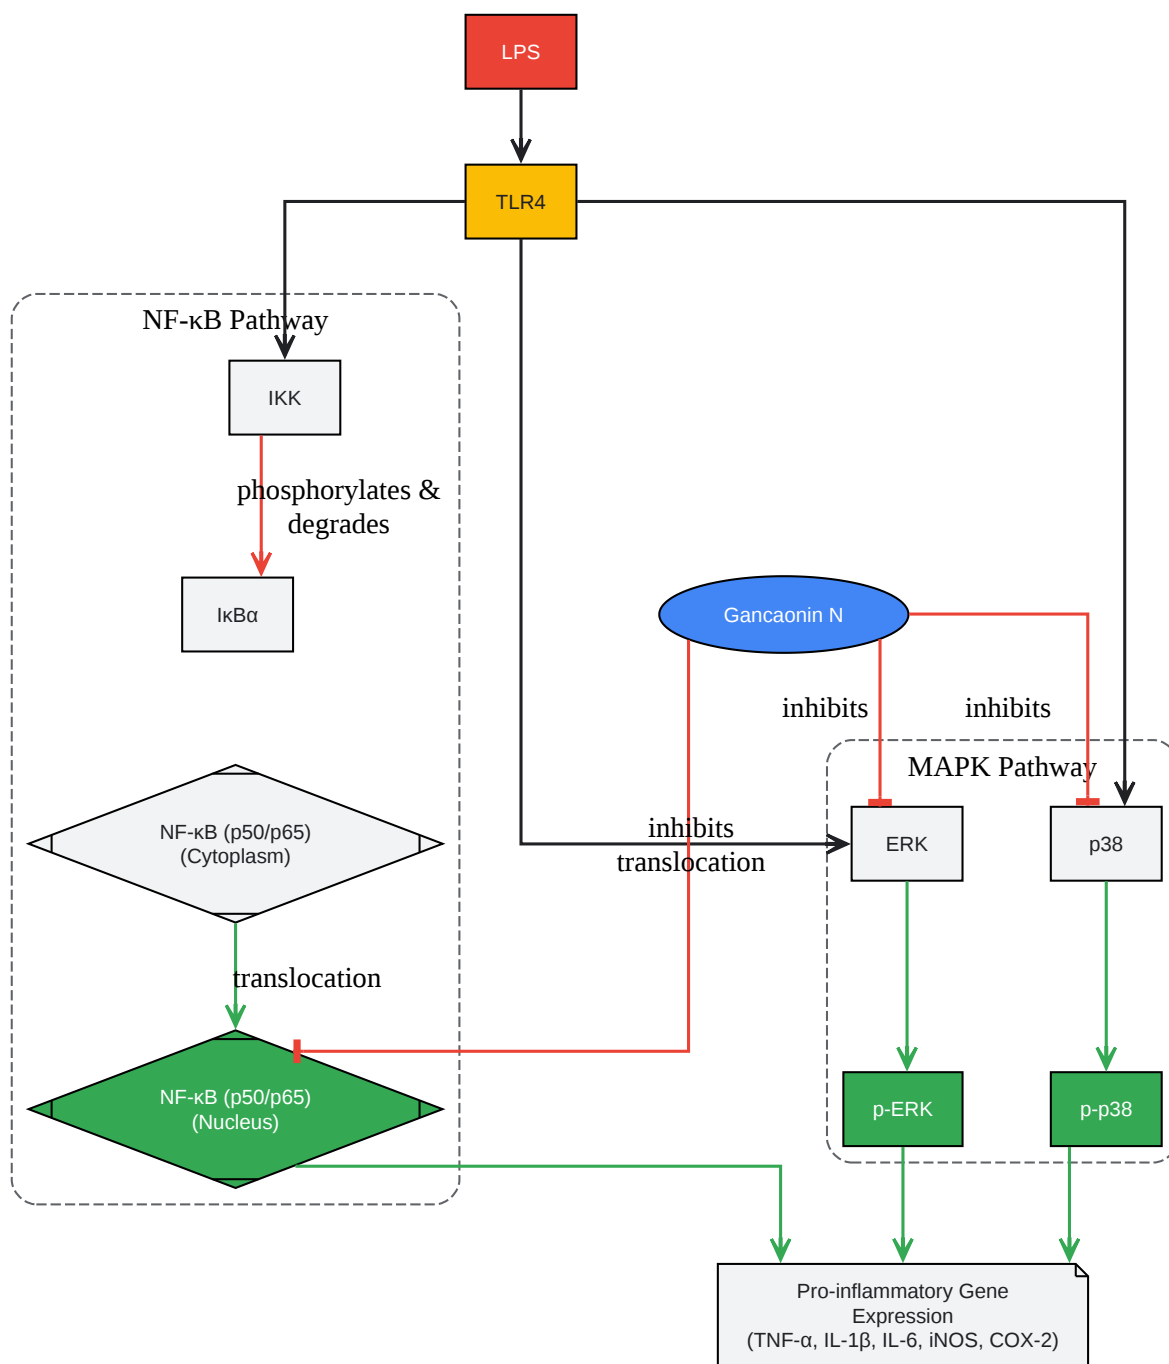 LPS
TLR4
NF-κB Pathway
IKK
phosphorylates &
degrades
IκBα
Gancaonin N
inhibits
inhibits
MAPK Pathway
NF-κB (p50/p65)
(Cytoplasm)
inhibits
translocation
ERK
p38
translocation
NF-κB (p50/p65)
(Nucleus)
p-ERK
p-p38
Pro-inflammatory Gene
Expression
(TNF-α, IL-1β, IL-6, iNOS, COX-2)